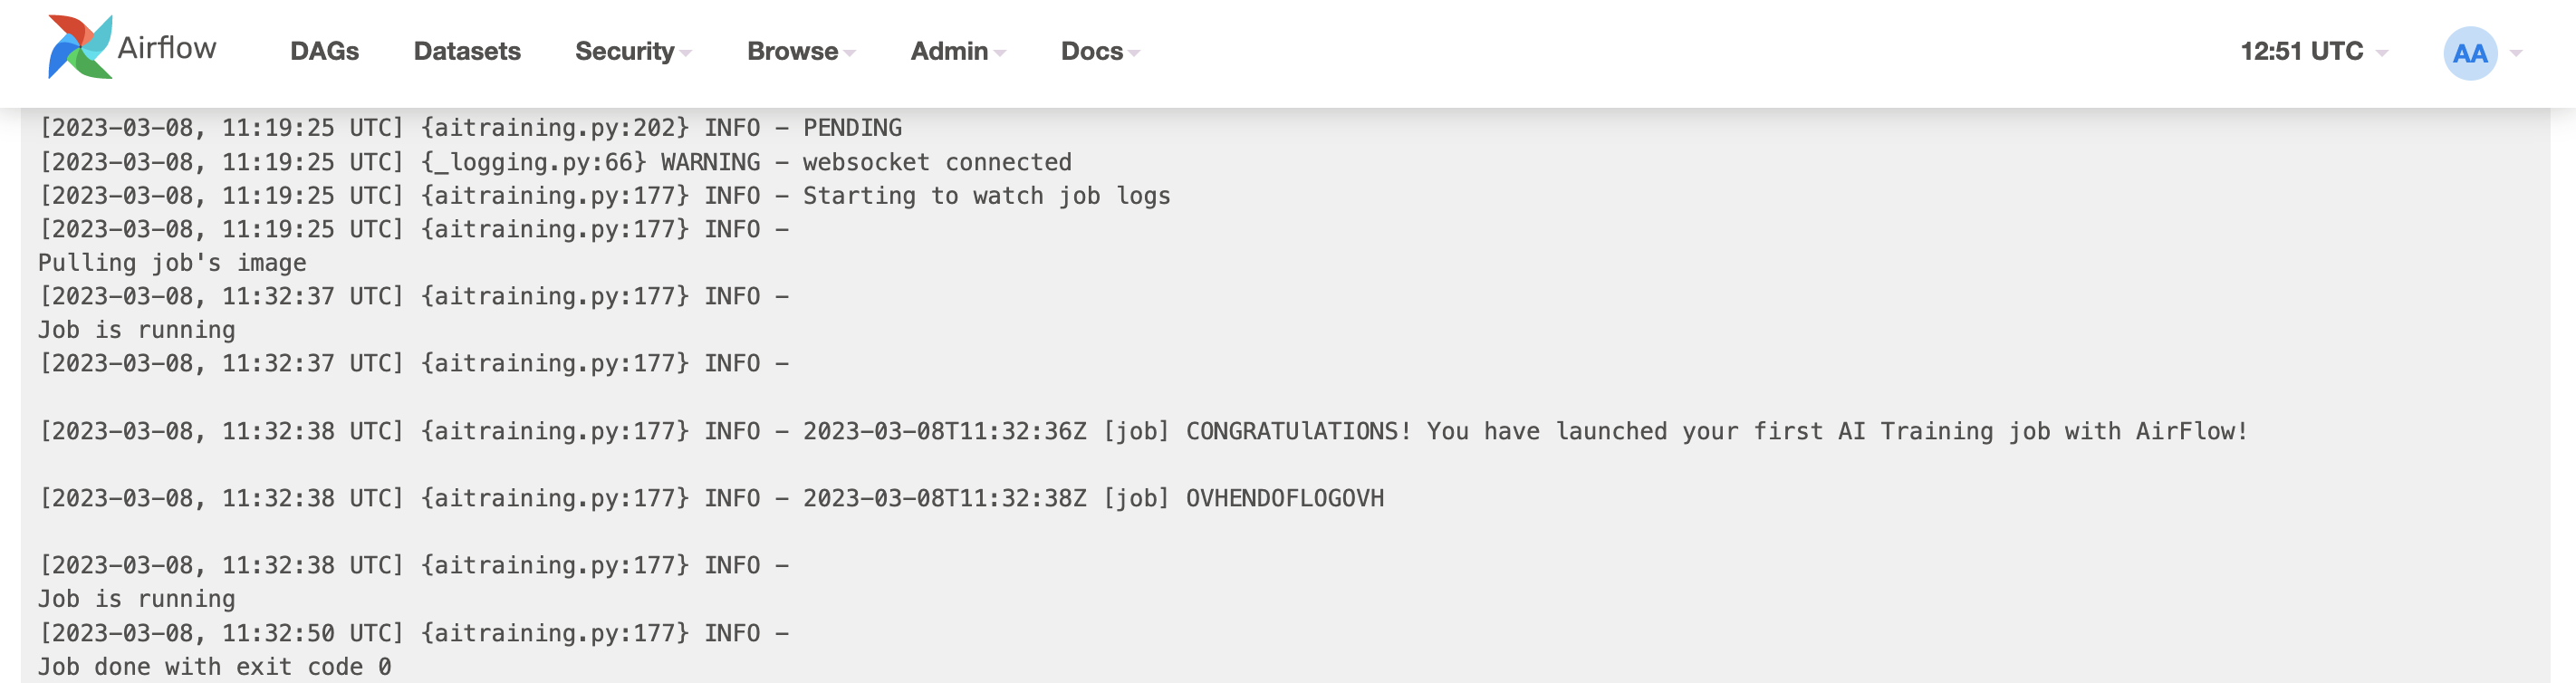 Airflow DAGs Datasets Security Browse Admin Docs 12:51 UTC AA
[2023-03-08, 11:19:25 UTC] {aitraining.py:202} INFO - PENDING
[2023-03-08, 11:19:25 UTC] {_logging.py:66} WARNING - websocket connected
[2023-03-08, 11:19:25 UTC] {aitraining.py:177} INFO - Starting to watch job logs
[2023-03-08, 11:19:25 UTC] {aitraining.py:177} INFO -
Pulling job's image
[2023-03-08, 11:32:37 UTC] {aitraining.py:177} INFO -
Job is running
[2023-03-08, 11:32:37 UTC] {aitraining.py:177} INFO -
[2023-03-08, 11:32:38 UTC] {aitraining.py:177} INFO - 2023-03-08T11:32:36Z [job] CONGRATUlATIONS! You have launched your first AI Training job with AirFlow!
[2023-03-08, 11:32:38 UTC] {aitraining.py:177} INFO - 2023-03-08T11:32:38Z [job] OVHENDOFLOGOVH
[2023-03-08, 11:32:38 UTC] {aitraining.py:177} INFO -
Job is running
[2023-03-08, 11:32:50 UTC] {aitraining.py:177} INFO -
Job done with exit code 0